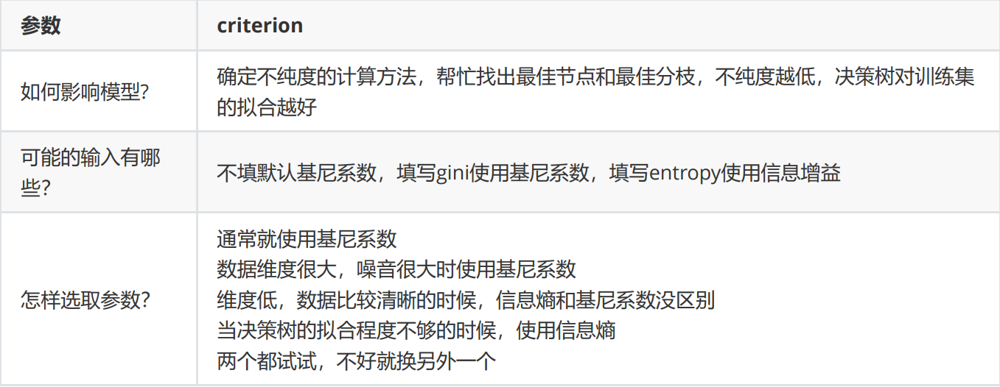 参数
criterion
如何影响模型?
确定不纯度的计算方法，帮忙找出最佳节点和最佳分枝，不纯度越低，决策树对训练集
的拟合越好
可能的输入有哪
些？
不填默认基尼系数，填写gini使用基尼系数，填写entropy使用信息增益
怎样选取参数？
通常就使用基尼系数
数据维度很大，噪音很大时使用基尼系数
维度低，数据比较清晰的时候，信息熵和基尼系数没区别
当决策树的拟合程度不够的时候，使用信息熵
两个都试试，不好就换另外一个